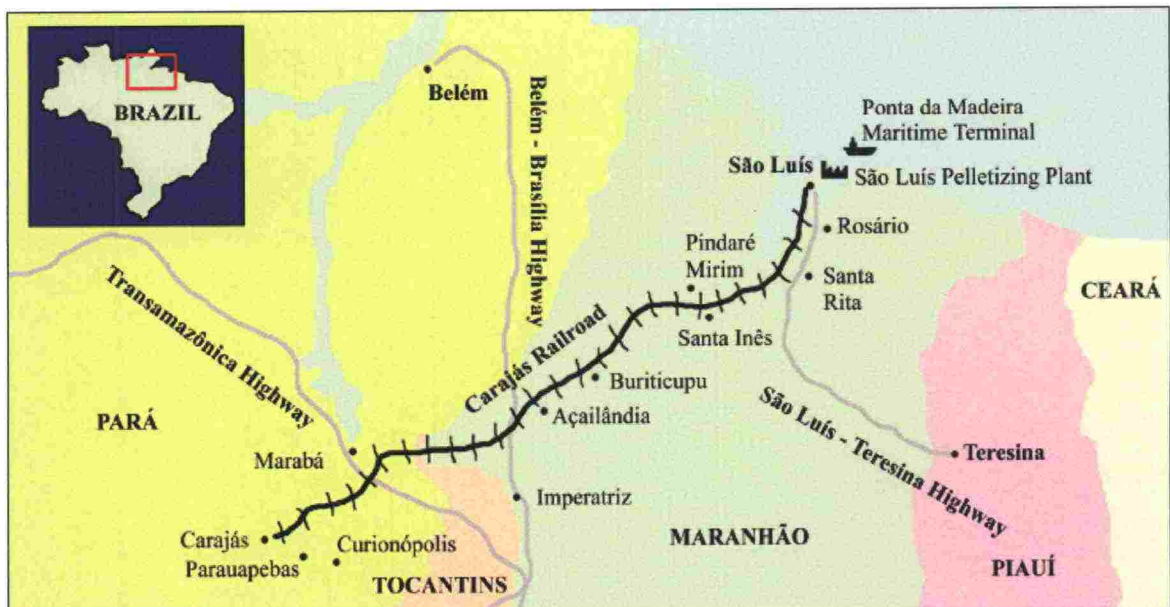 BRAZIL
Belém
Belém - Brasília Highway
Ponta da Madeira
Maritime Terminal
São Luís
São Luís Pelletizing Plant
Rosário
Pindaré
Mirim
Santa
Rita
CEARÁ
Transamazônica Highway
Carajás Railroad
Santa Inês
Buriticupu
Açailândia
São Luís - Teresina Highway
PARÁ
Marabá
Teresina
Imperatriz
MARANHÃO
Carajás
Parauapebas
Curionópolis
TOCANTINS
PIAUÍ